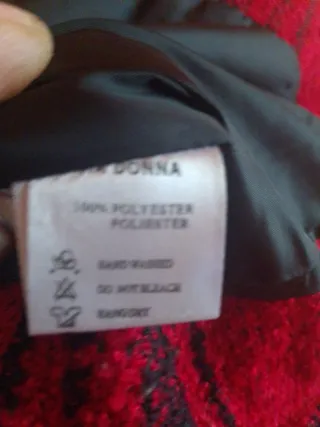 DONNA
100% POLYESTER
POLIESTER
HAND WASHED
DO NOT BLEACH
HANG DRY